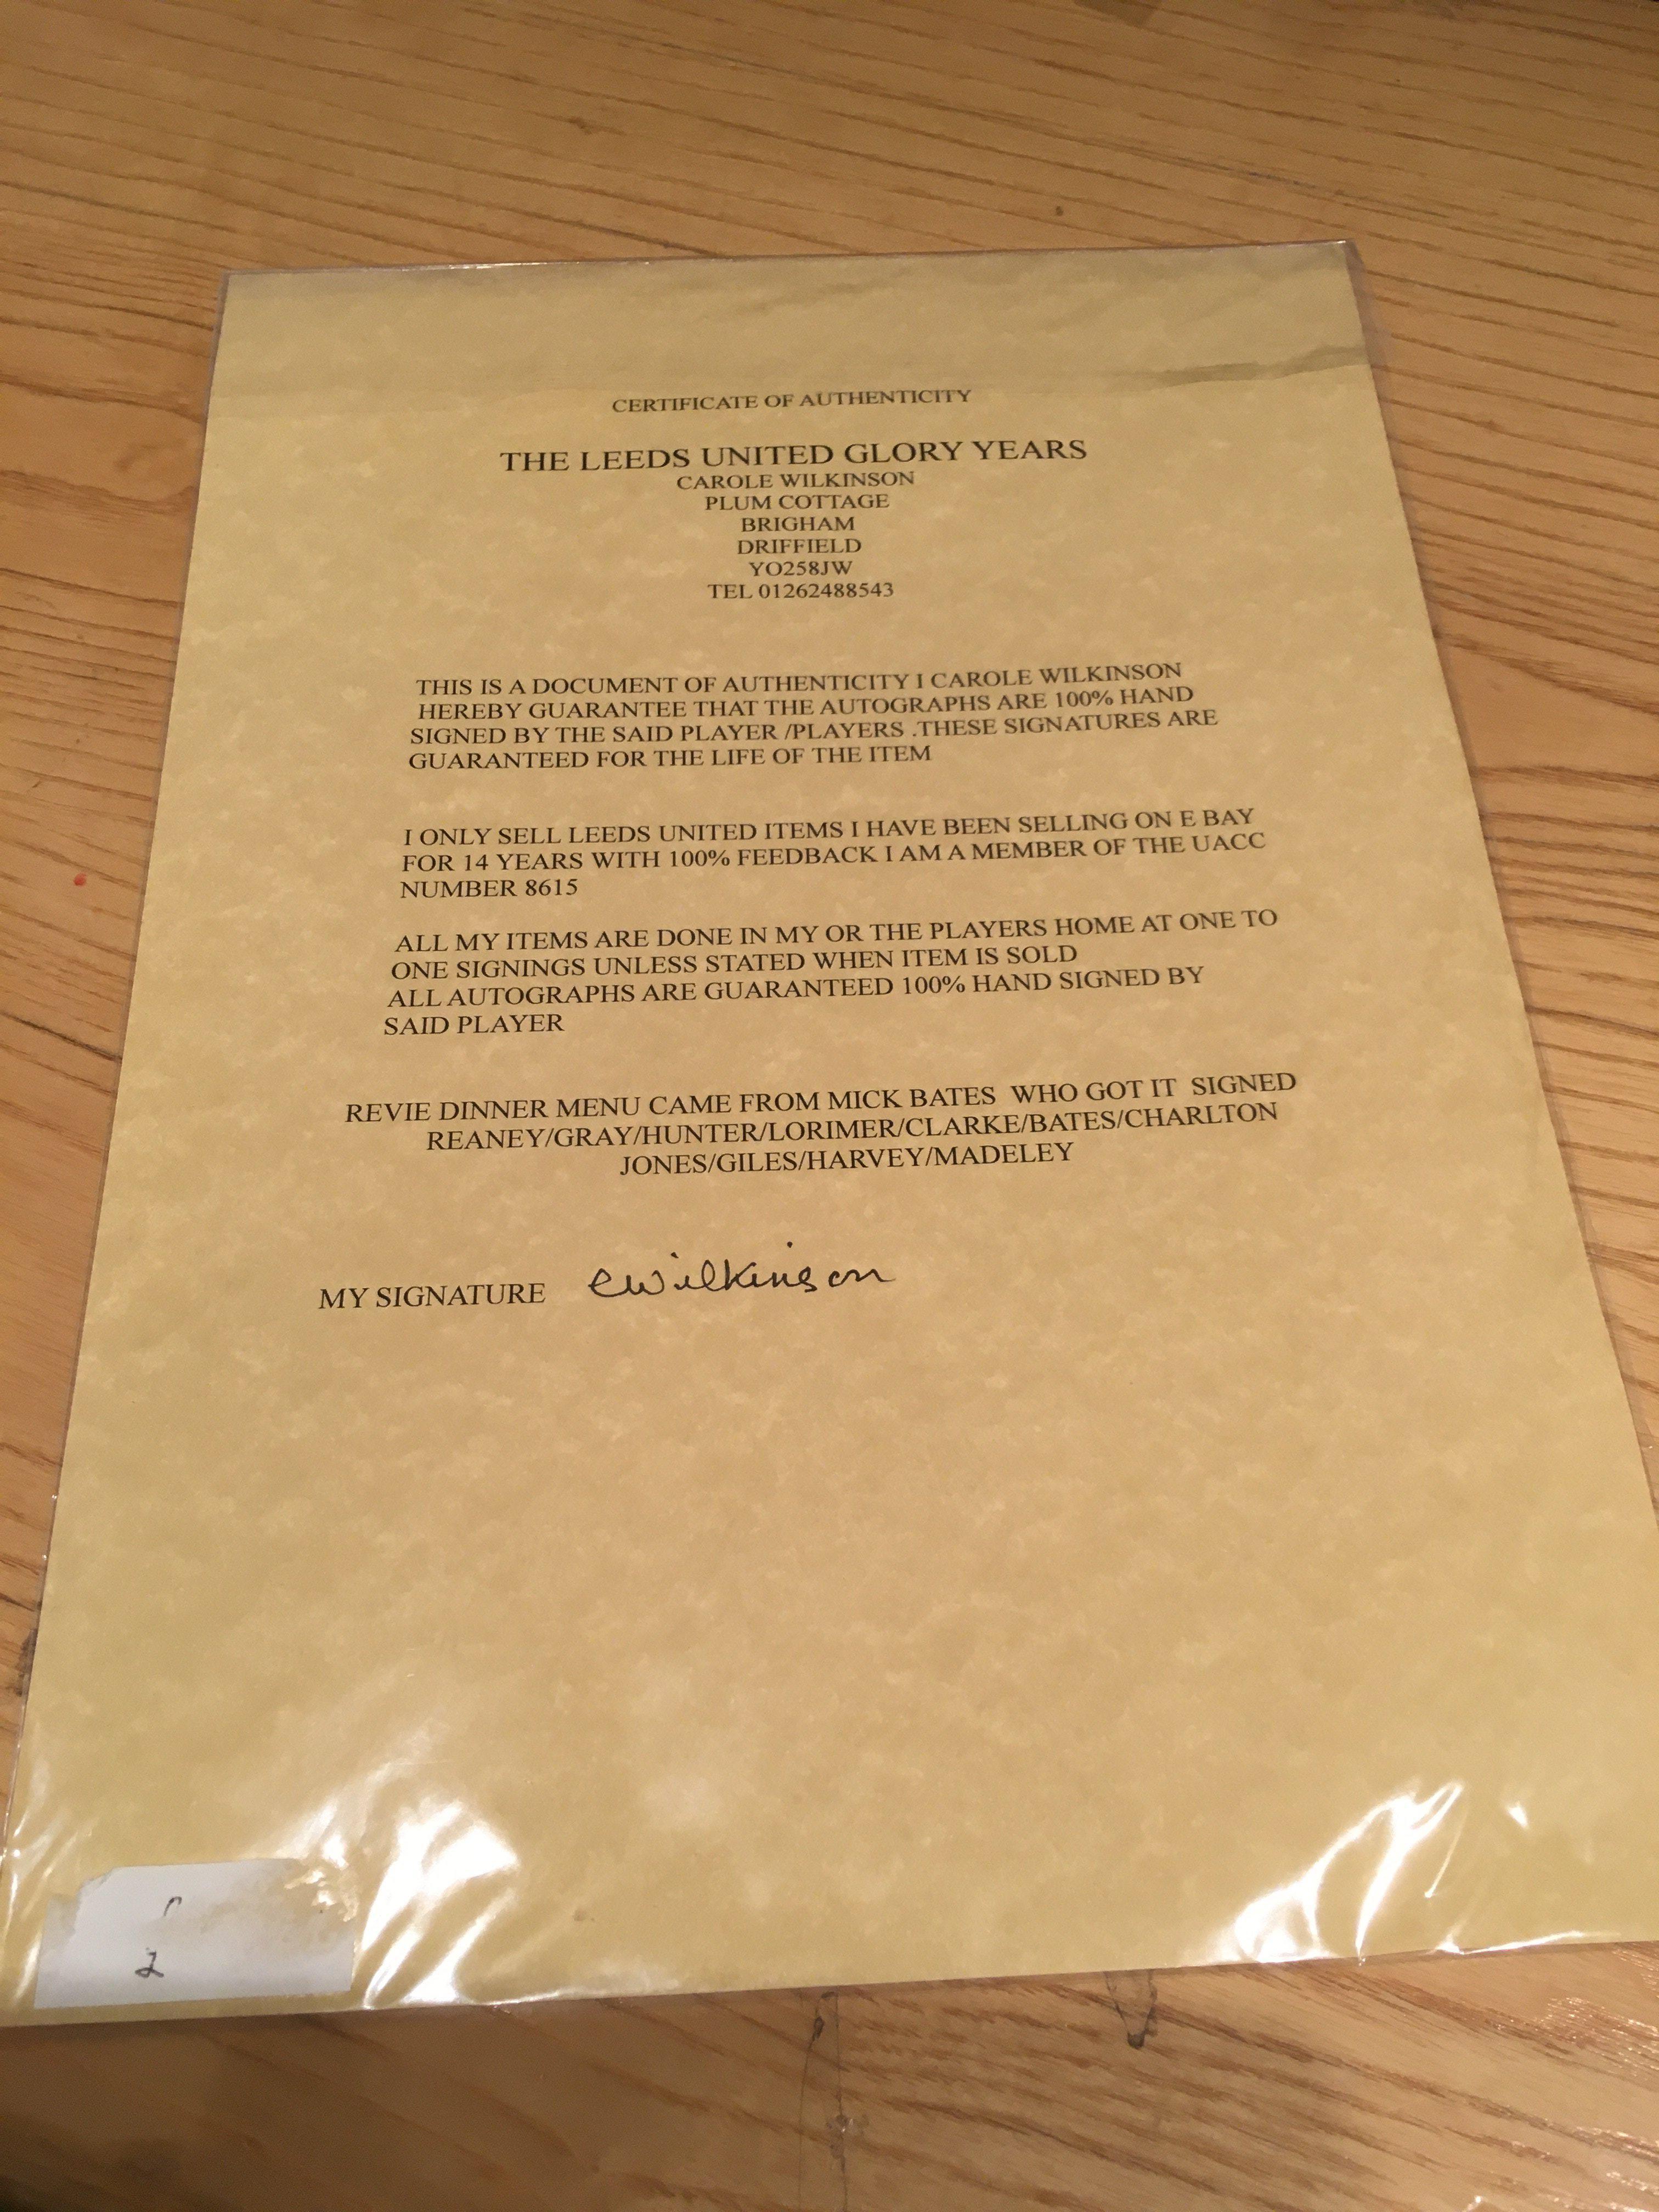 CERTIFICATE OF AUTHENTICITY
THE LEEDS UNITED GLORY YEARS
CAROLE WILKINSON
PLUM COTTAGE
BRIGHAM
DRIFFIELD
YO258JW
TEL 01262488543
THIS IS A DOCUMENT OF AUTHENTICITY I CAROLE WILKINSON
HEREBY GUARANTEE THAT THE AUTOGRAPHS ARE 100% HAND
SIGNED BY THE SAID PLAYER /PLAYERS .THESE SIGNATURES ARE
GUARANTEED FOR THE LIFE OF THE ITEM
I ONLY SELL LEEDS UNITED ITEMS I HAVE BEEN SELLING ON E BAY
FOR 14 YEARS WITH 100% FEEDBACK I AM A MEMBER OF THE UACC
NUMBER 8615
ALL MY ITEMS ARE DONE IN MY OR THE PLAYERS HOME AT ONE TO
ONE SIGNINGS UNLESS STATED WHEN ITEM IS SOLD
ALL AUTOGRAPHS ARE GUARANTEED 100% HAND SIGNED BY
SAID PLAYER
REVIE DINNER MENU CAME FROM MICK BATES WHO GOT IT SIGNED
REANEY/GRAY/HUNTER/LORIMER/CLARKE/BATES/CHARLTON
JONES/GILES/HARVEY/MADELEY
MY SIGNATURE cwilkinson
2